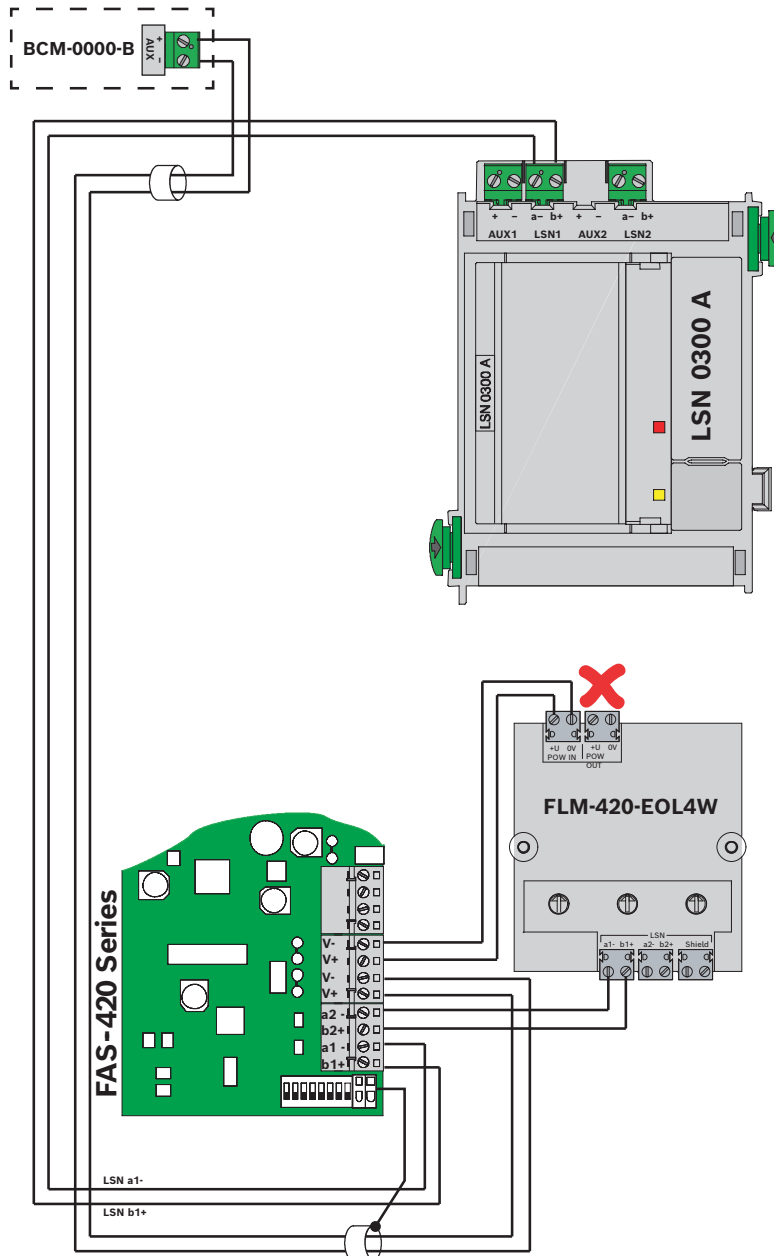 BCM-0000-B
AUX
+
−
+ − a− b+ + − a− b+
AUX1 LSN1 AUX2 LSN2
LSN 0300 A
LSN 0300 A
+U 0V +U 0V
POW IN POW
OUT
FLM-420-EOL4W
LSN
a1- b1+ a2- b2+ Shield
FAS-420 Series
V-
V+
V-
V+
a2 -
b2+
a1 -
b1+
LSN a1-
LSN b1+